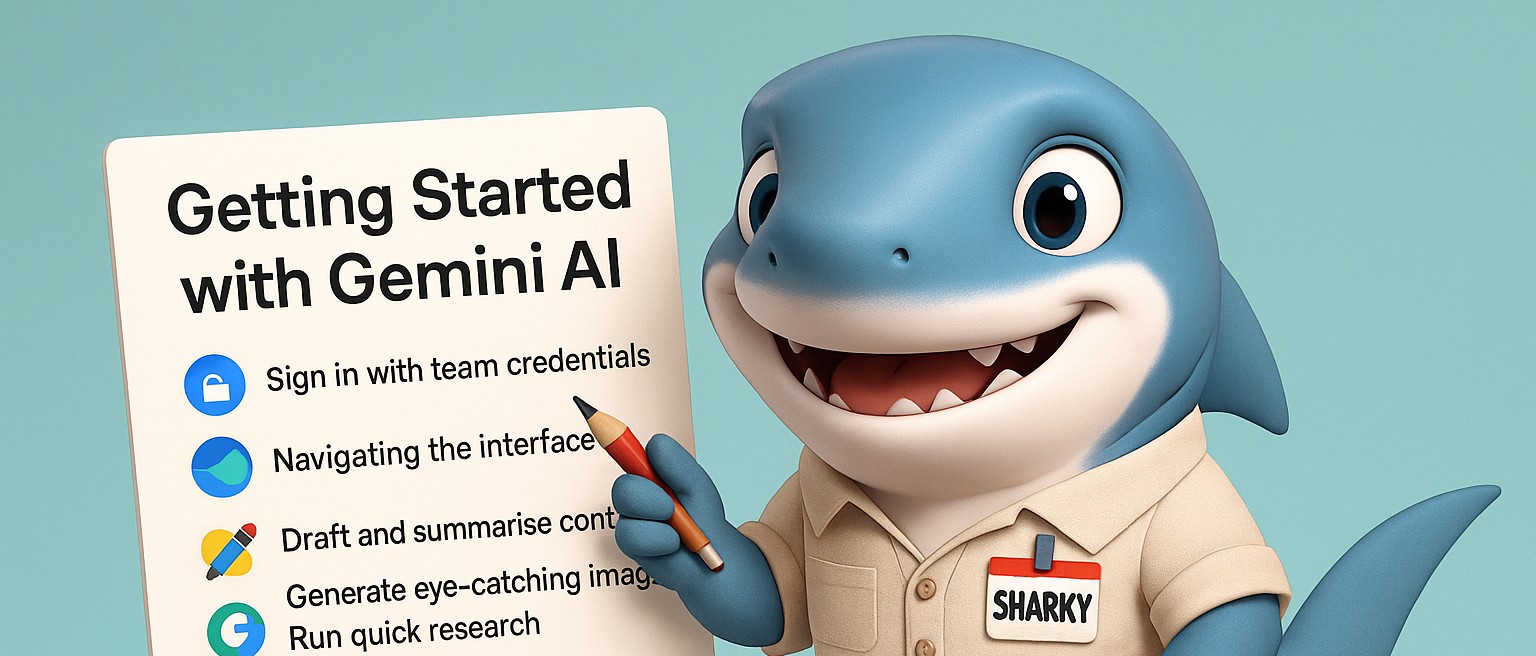 Getting Started
with Gemini AI
Sign in with team credentials
Navigating the interface
Draft and summarise
Generate eye-catching
Run quick research
SHARKY